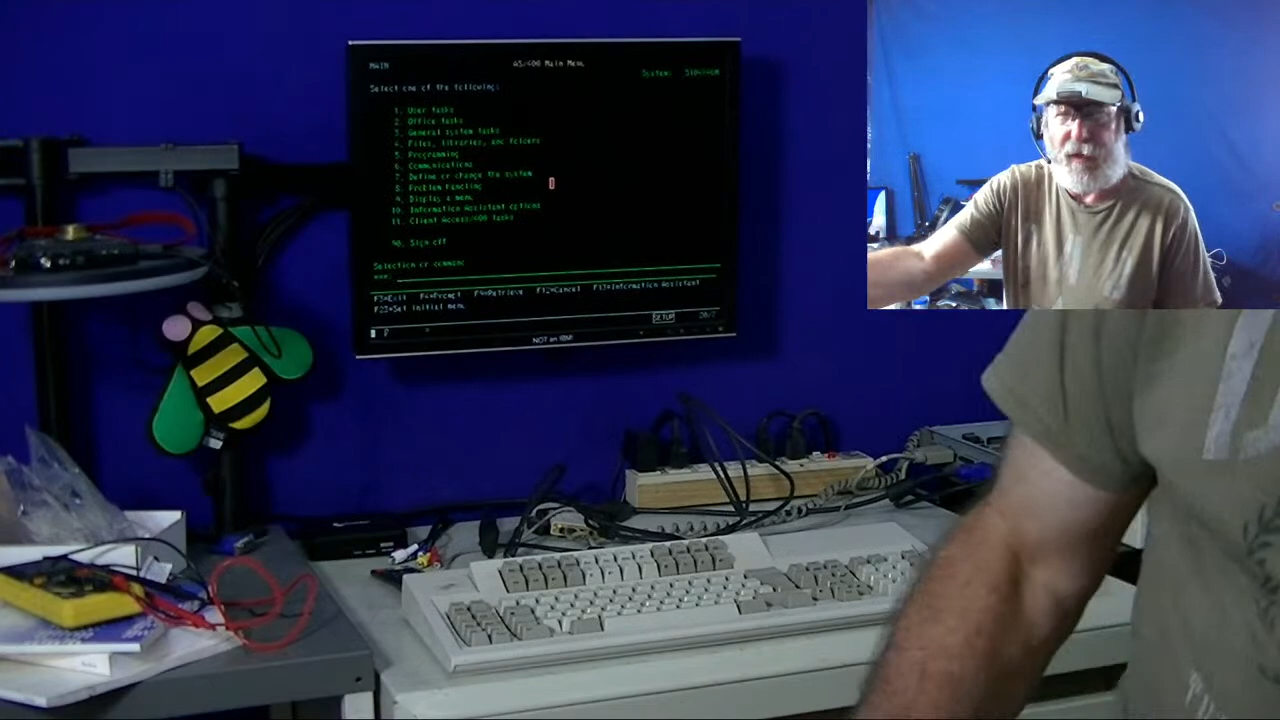 MAIN AS/400 Main Menu
System:
Select one of the following:
1. User tasks
2. Office tasks
3. General system tasks
4. Files, libraries, and folders
5. Programming
6. Communications
7. Define or change the system
8. Problem handling
9. Display a menu
10. Information Assistant options
11. Client Access/400 tasks
90. Sign off
Selection or command
===>
F3=Exit F4=Prompt F9=Retrieve F12=Cancel F13=Information Assistant
F23=Set initial menu
SETUP 20/7
NOT an IBM!